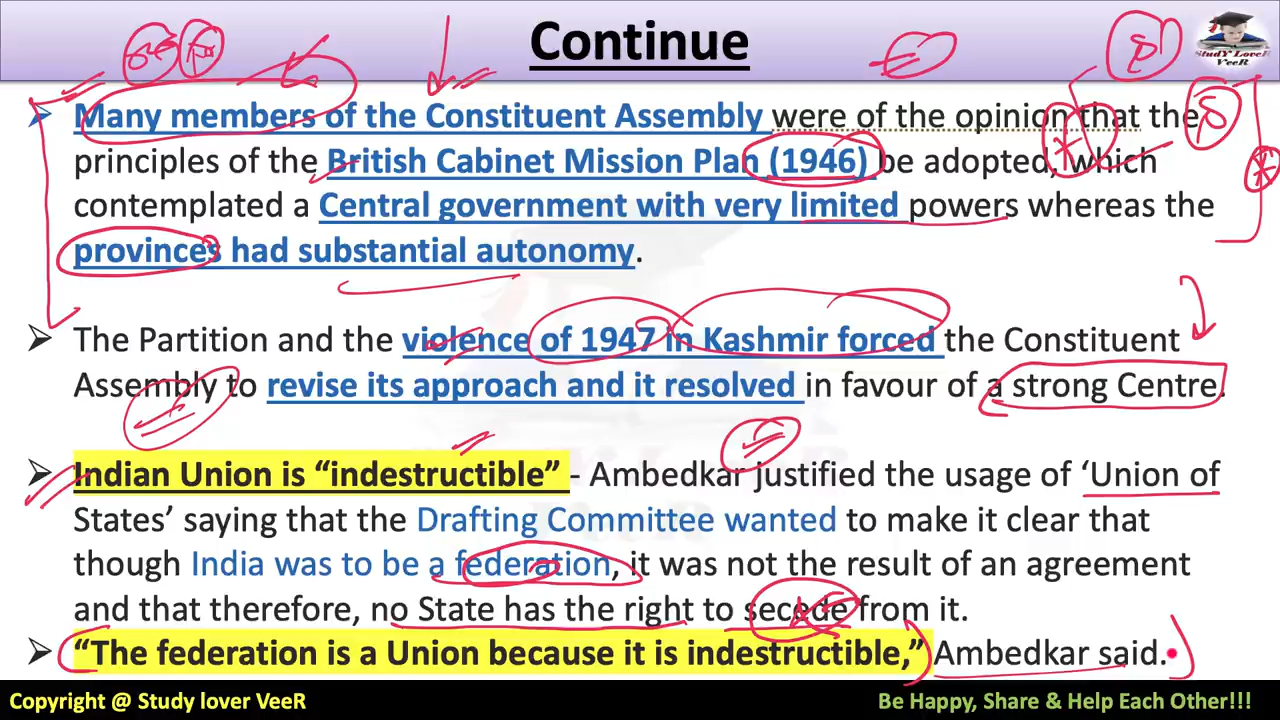 Continue
StudY LoveR
VeeR
Many members of the Constituent Assembly were of the opinion that the
principles of the British Cabinet Mission Plan (1946) be adopted, which
contemplated a Central government with very limited powers whereas the
provinces had substantial autonomy.
The Partition and the violence of 1947 in Kashmir forced the Constituent
Assembly to revise its approach and it resolved in favour of a strong Centre.
Indian Union is “indestructible” - Ambedkar justified the usage of ‘Union of
States’ saying that the Drafting Committee wanted to make it clear that
though India was to be a federation, it was not the result of an agreement
and that therefore, no State has the right to secede from it.
“The federation is a Union because it is indestructible,” Ambedkar said.
Copyright @ Study lover VeeR
Be Happy, Share & Help Each Other!!!